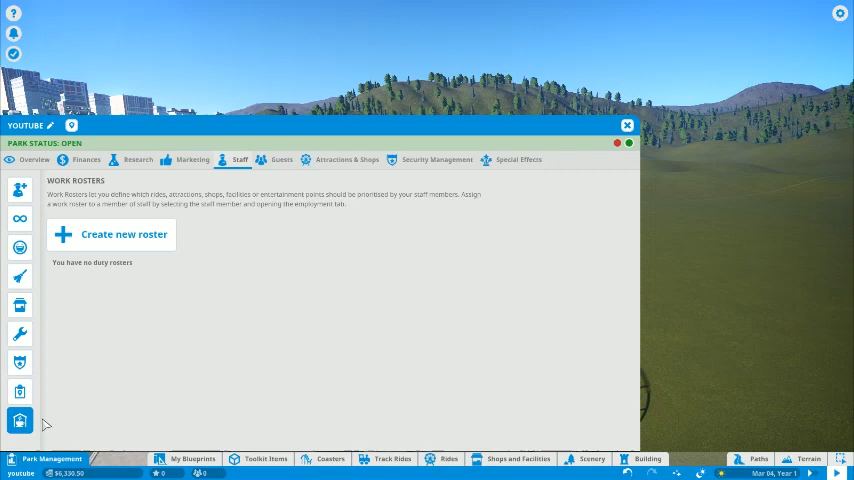 YOUTUBE
PARK STATUS: OPEN
Overview Finances Research Marketing Staff Guests Attractions & Shops Security Management Special Effects
WORK ROSTERS
Work Rosters let you define which rides, attractions, shops, facilities or entertainment points should be prioritised by your staff members. Assign
a work roster to a member of staff by selecting the staff member and opening the employment tab.
Create new roster
You have no duty rosters
Park Management My Blueprints Toolkit Items Coasters Track Rides Rides Shops and Facilities Scenery Building Paths Terrain
youtube $6,330.50 0 0 Mar 04, Year 1